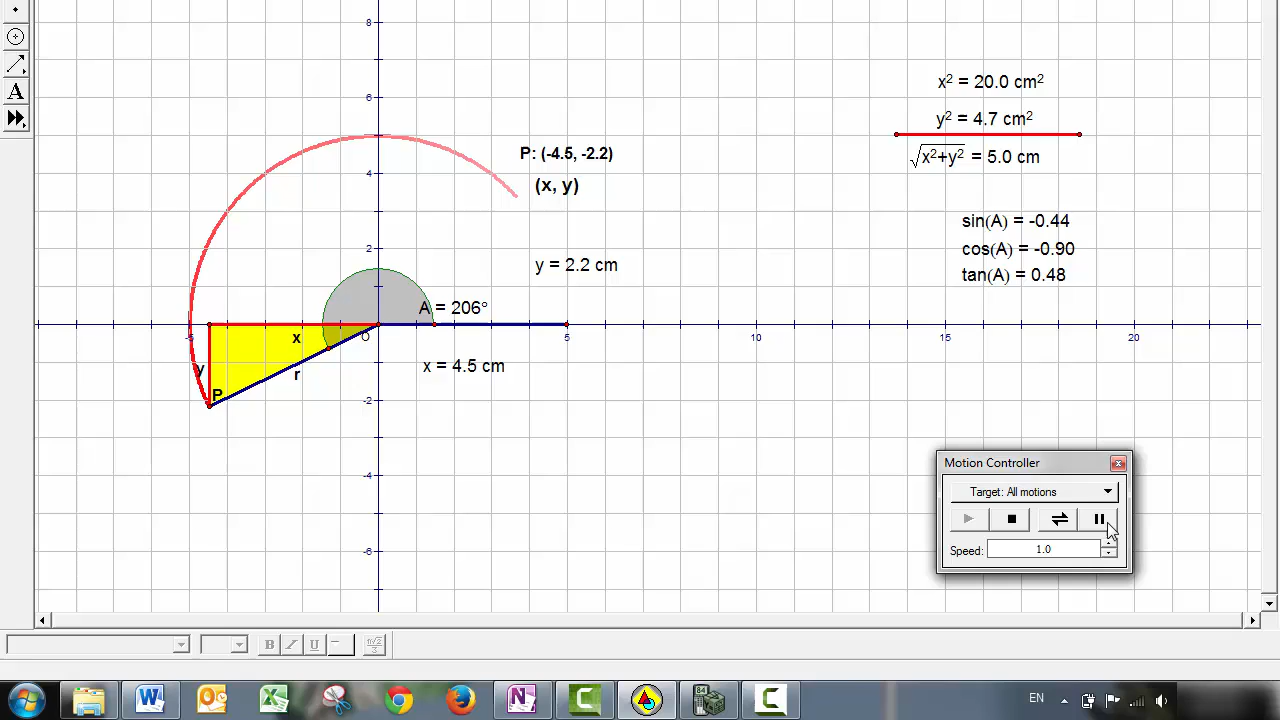 8
6
4
2
-2
-4
-6
-5
O
5
10
15
20
x² = 20.0 cm²
y² = 4.7 cm²
√x²+y² = 5.0 cm
P: (-4.5, -2.2)
(x, y)
sin(A) = -0.44
cos(A) = -0.90
tan(A) = 0.48
y = 2.2 cm
A = 206°
x
x = 4.5 cm
y
r
P
A
Motion Controller
Target: All motions
Speed: 1.0
B I U
EN